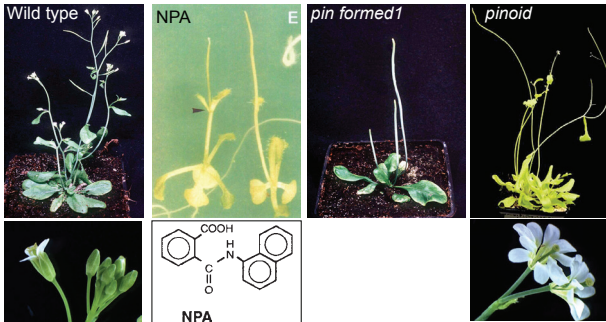 Wild type
NPA
E
pin formed1
pinoid
COOH
H
N
C
O
NPA